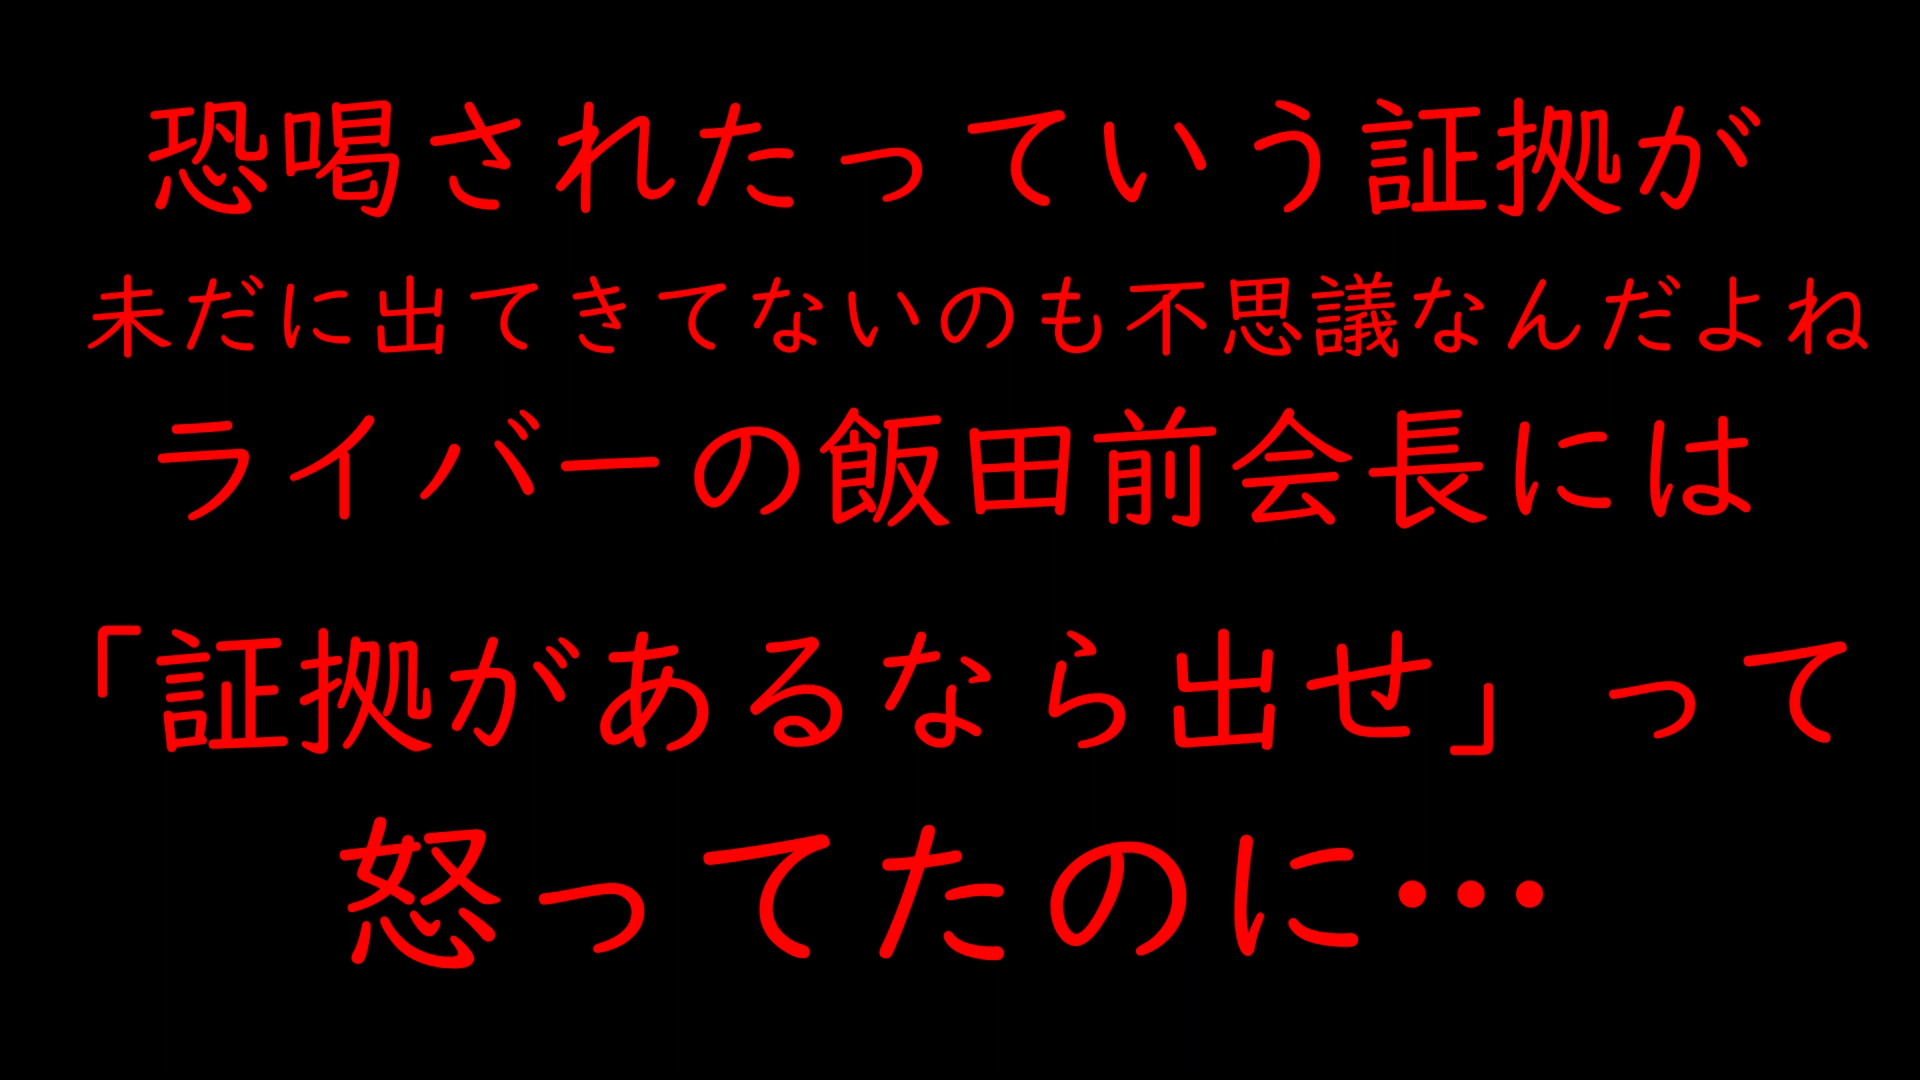 恐喝されたっていう証拠が
未だに出てきてないのも不思議なんだよね
ライバーの飯田前会長には
「証拠があるなら出せ」って
怒ってたのに…